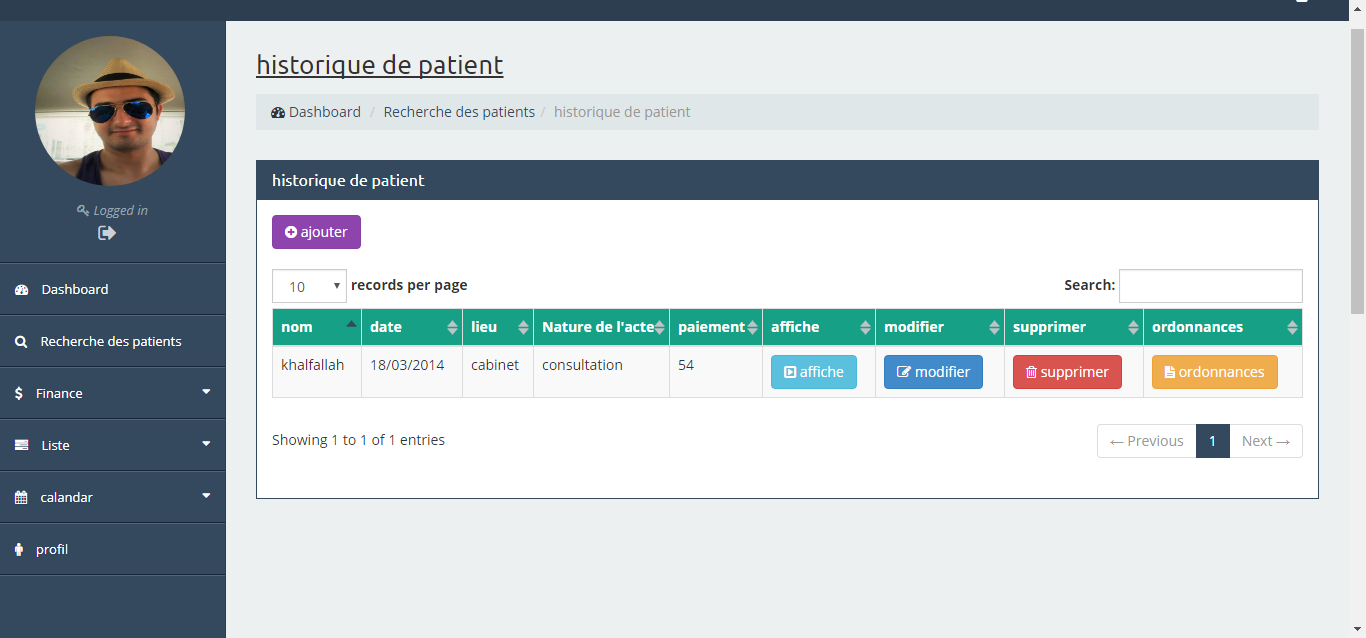 historique de patient
Dashboard / Recherche des patients / historique de patient
Logged in
Dashboard
Recherche des patients
Finance
Liste
calandar
profil
historique de patient
ajouter
10 records per page
Search:
nom date lieu Nature de l'acte paiement affiche modifier supprimer ordonnances
khalfallah 18/03/2014 cabinet consultation 54 affiche modifier supprimer ordonnances
Showing 1 to 1 of 1 entries
← Previous 1 Next →